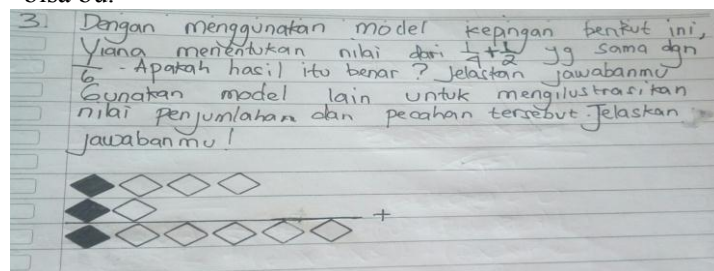 bisa bu.
3. Dengan menggunakan model kepingan berikut ini,
Yiana menentukan nilai dari 1/4 + 1/2 yg sama dgn
1/6. Apakah hasil itu benar? Jelaskan jawabanmu
Gunakan model lain untuk mengilustrasikan
nilai penjumlahan dan pecahan tersebut. Jelaskan
jawabanmu!
+